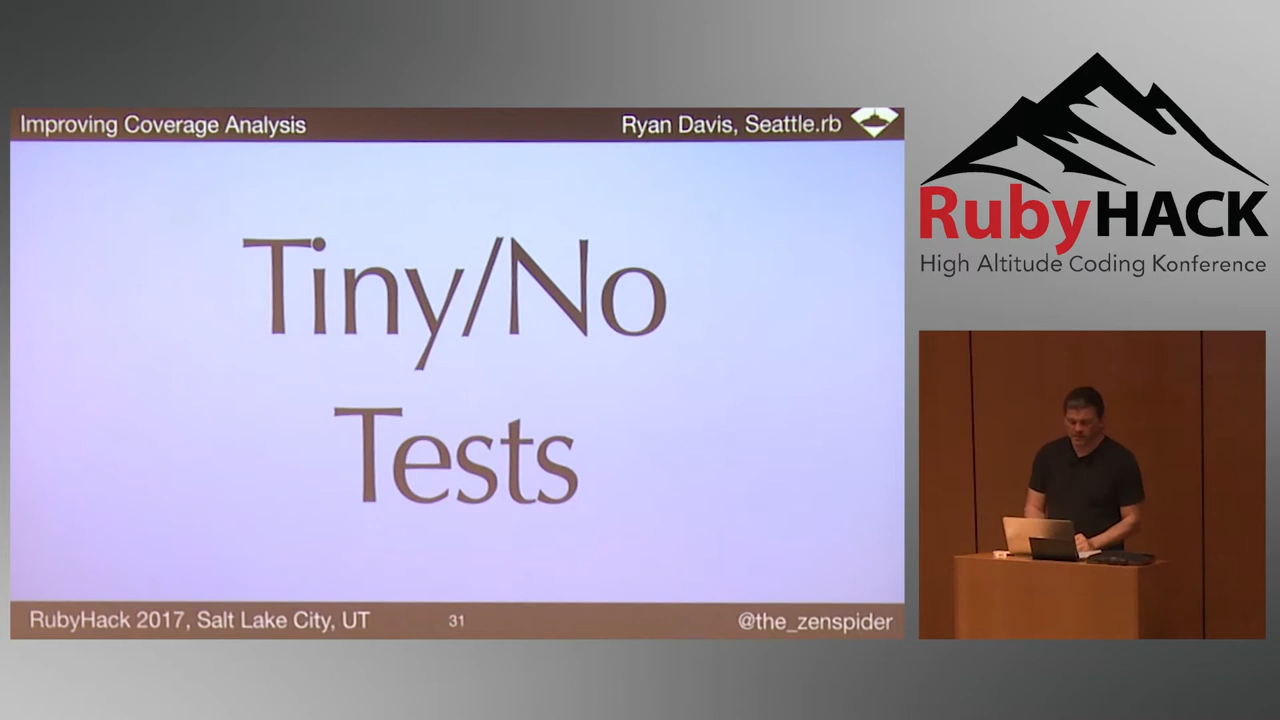 Improving Coverage Analysis
Ryan Davis, Seattle.rb
Tiny/No
Tests
RubyHack 2017, Salt Lake City, UT
31
@the_zenspider
RubyHACK
High Altitude Coding Konference